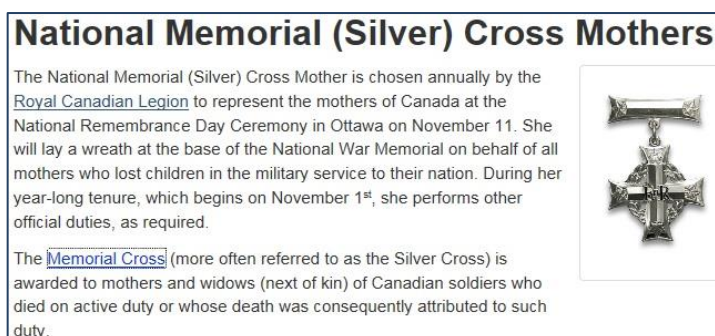 National Memorial (Silver) Cross Mothers
The National Memorial (Silver) Cross Mother is chosen annually by the
Royal Canadian Legion to represent the mothers of Canada at the
National Remembrance Day Ceremony in Ottawa on November 11. She
will lay a wreath at the base of the National War Memorial on behalf of all
mothers who lost children in the military service to their nation. During her
year-long tenure, which begins on November 1st, she performs other
official duties, as required.
The Memorial Cross (more often referred to as the Silver Cross) is
awarded to mothers and widows (next of kin) of Canadian soldiers who
died on active duty or whose death was consequently attributed to such
duty.